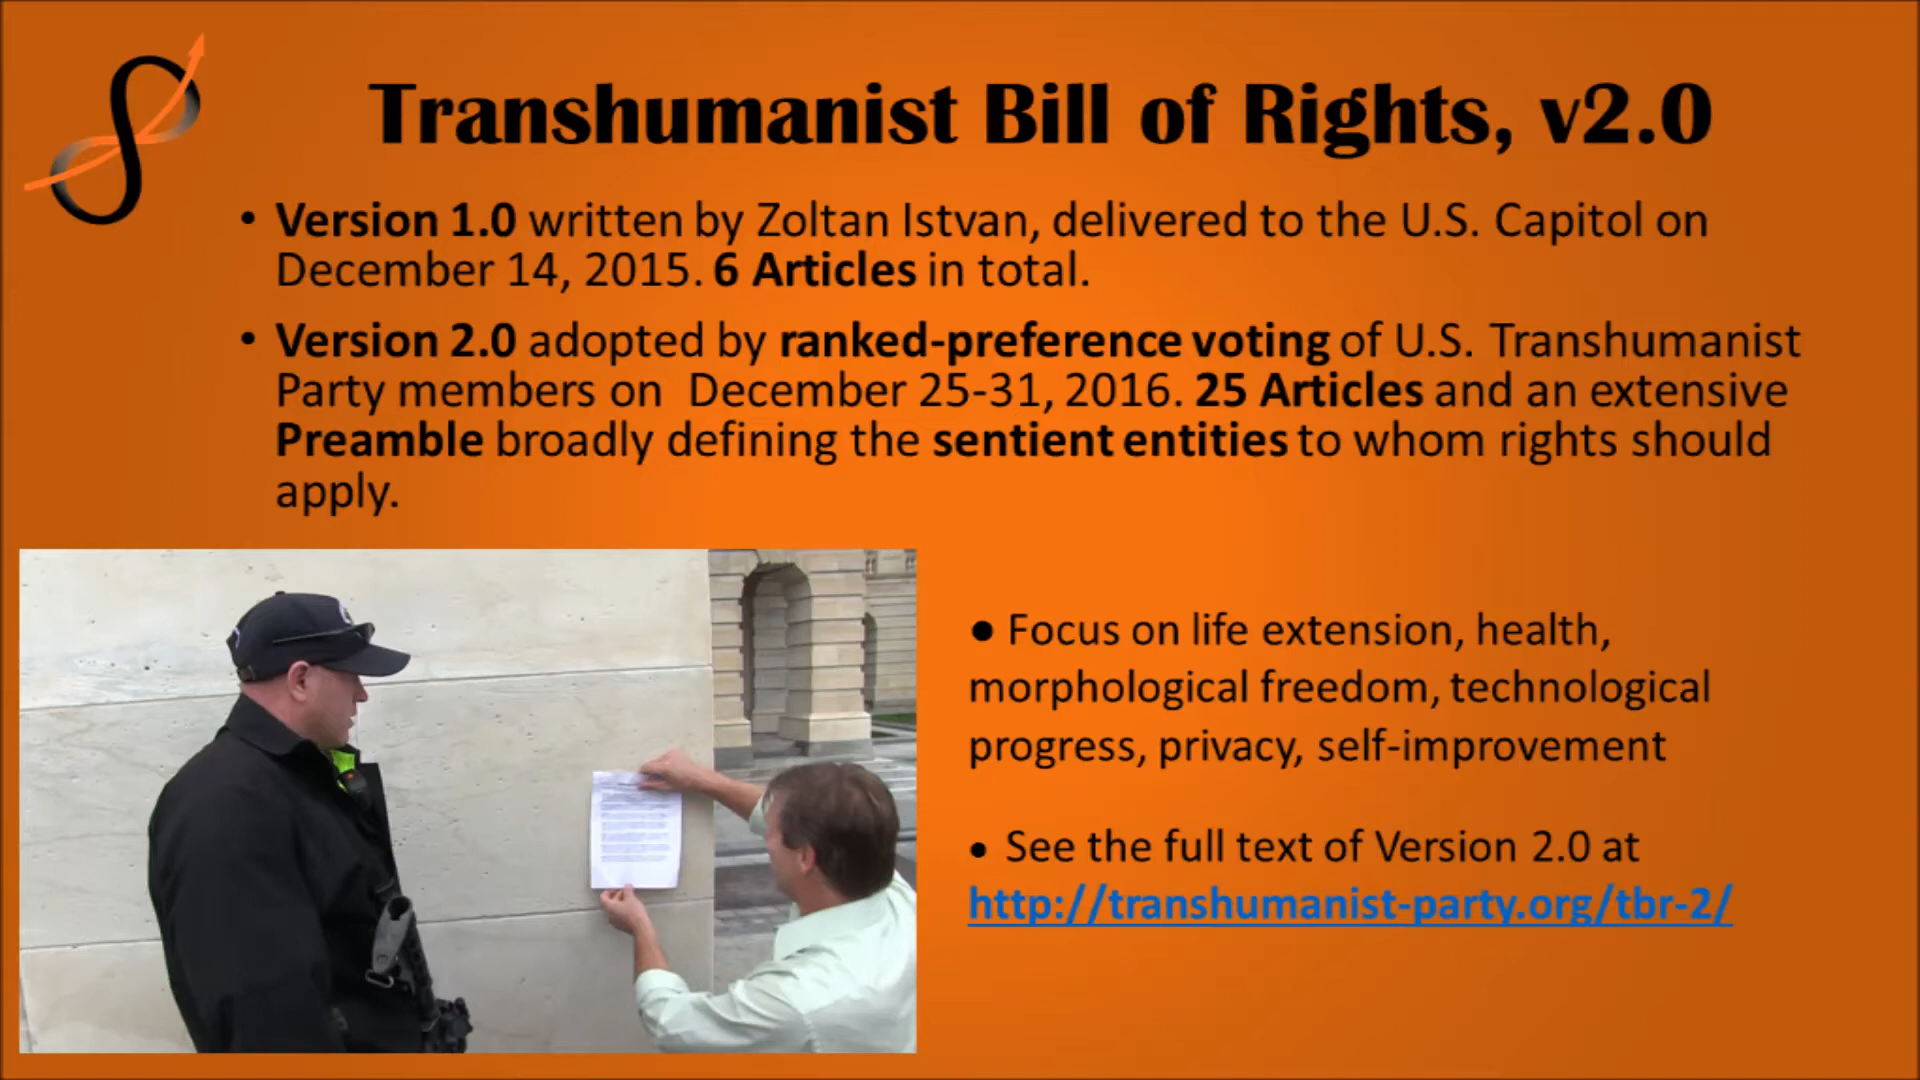 Transhumanist Bill of Rights, v2.0
• Version 1.0 written by Zoltan Istvan, delivered to the U.S. Capitol on
December 14, 2015. 6 Articles in total.
• Version 2.0 adopted by ranked-preference voting of U.S. Transhumanist
Party members on  December 25-31, 2016. 25 Articles and an extensive
Preamble broadly defining the sentient entities to whom rights should
apply.
● Focus on life extension, health,
morphological freedom, technological
progress, privacy, self-improvement
• See the full text of Version 2.0 at
http://transhumanist-party.org/tbr-2/